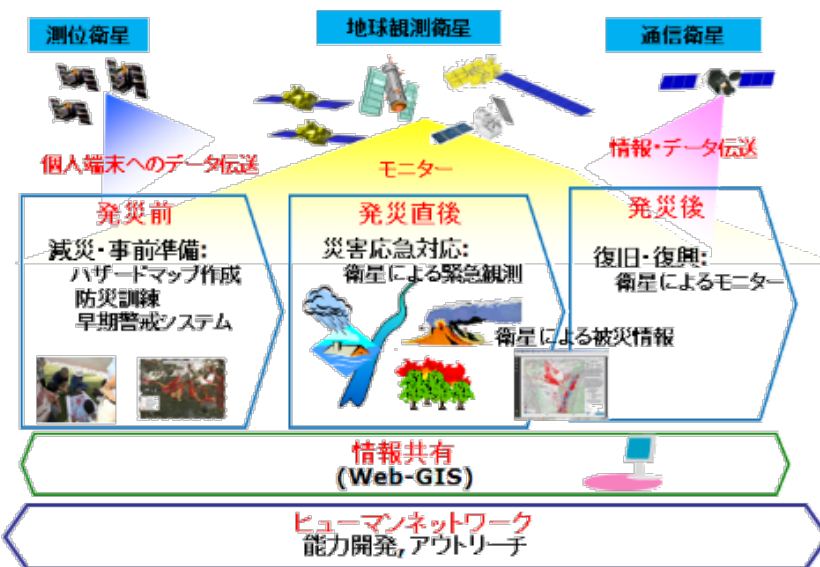 測位衛星
地球観測衛星
通信衛星
個人端末へのデータ伝送
モニター
情報・データ伝送
発災前
減災・事前準備:
ハザードマップ作成
防災訓練
早期警戒システム
発災直後
災害応急対応:
衛星による緊急観測
衛星による被災情報
発災後
復旧・復興:
衛星によるモニター
情報共有
(Web-GIS)
ヒューマンネットワーク
能力開発, アウトリーチ